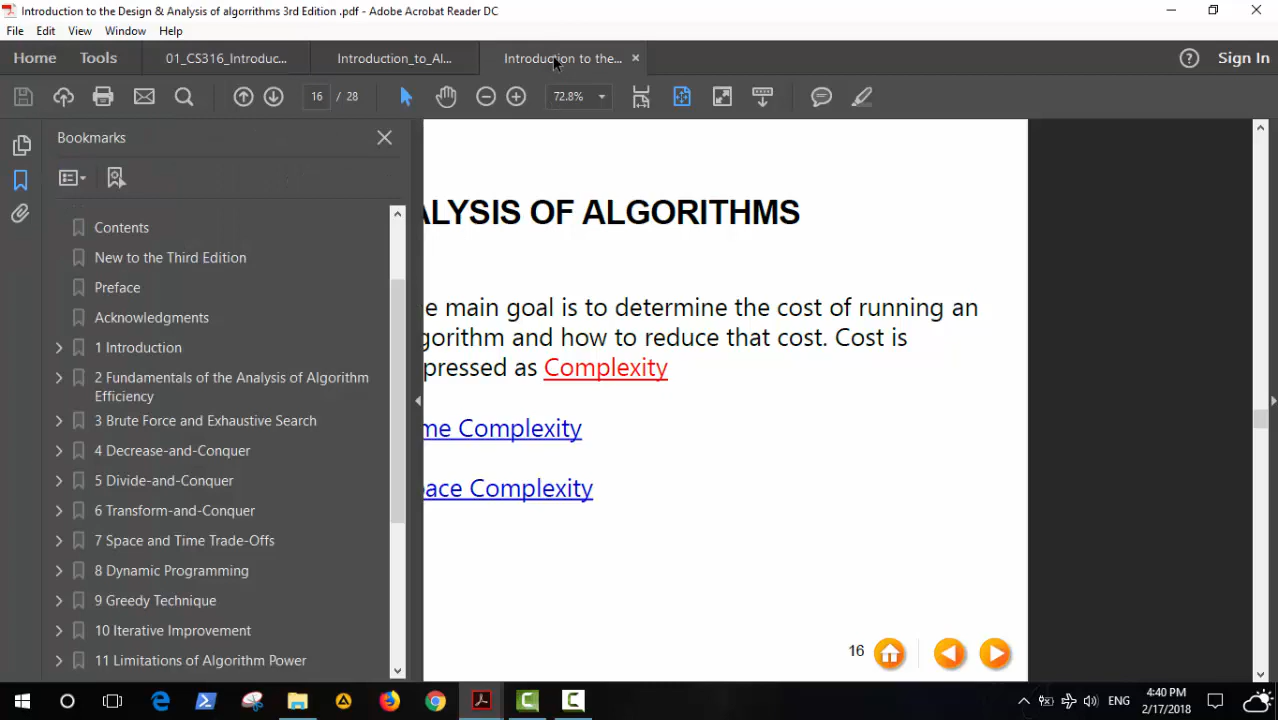 Introduction to the Design & Analysis of algorrithms 3rd Edition .pdf - Adobe Acrobat Reader DC
File Edit View Window Help
Home Tools 01_CS316_Introduc... Introduction_to_Al... Introduction to the... × Sign In
16 / 28 72.8%
Bookmarks
Contents
New to the Third Edition
Preface
Acknowledgments
1 Introduction
2 Fundamentals of the Analysis of Algorithm
Efficiency
3 Brute Force and Exhaustive Search
4 Decrease-and-Conquer
5 Divide-and-Conquer
6 Transform-and-Conquer
7 Space and Time Trade-Offs
8 Dynamic Programming
9 Greedy Technique
10 Iterative Improvement
11 Limitations of Algorithm Power
ALYSIS OF ALGORITHMS
e main goal is to determine the cost of running an
gorithm and how to reduce that cost. Cost is
pressed as Complexity
me Complexity
pace Complexity
16
ENG
4:40 PM
2/17/2018